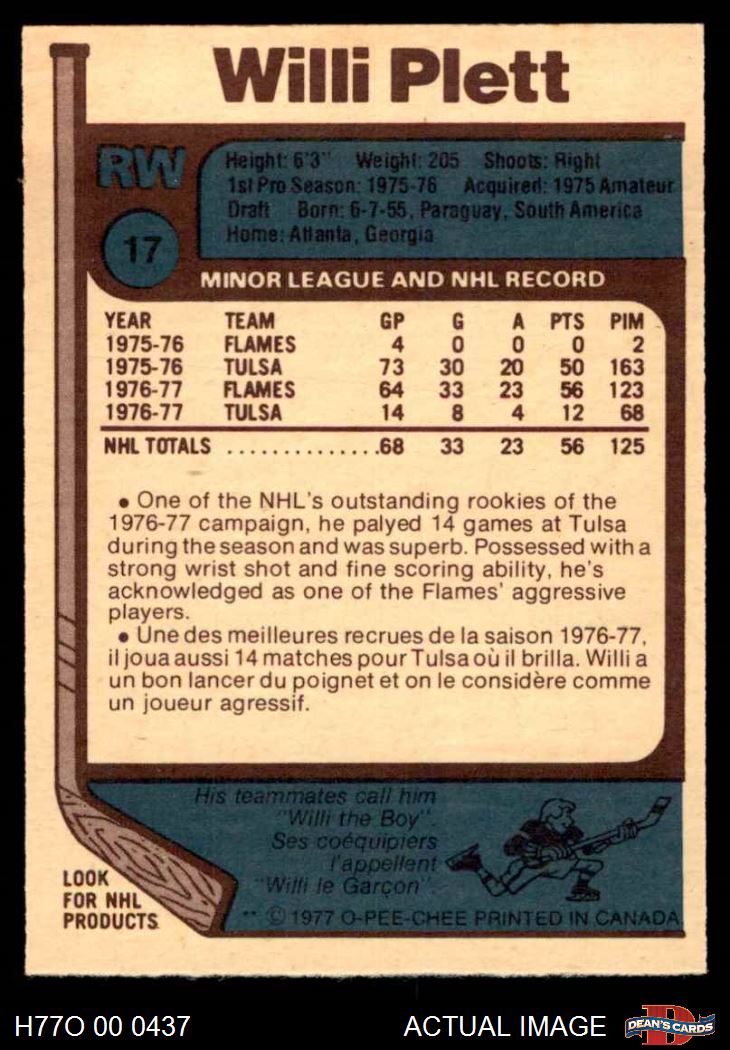 Willi Plett
RW
Height: 6'3" Weight: 205 Shoots: Right
1st Pro Season: 1975-76 Acquired: 1975 Amateur
Draft Born: 6-7-55, Paraguay, South America
Home: Atlanta, Georgia
17
MINOR LEAGUE AND NHL RECORD
YEAR TEAM GP G A PTS PIM
1975-76 FLAMES 4 0 0 0 2
1975-76 TULSA 73 30 20 50 163
1976-77 FLAMES 64 33 23 56 123
1976-77 TULSA 14 8 4 12 68
NHL TOTALS ..............68 33 23 56 125
• One of the NHL's outstanding rookies of the
1976-77 campaign, he palyed 14 games at Tulsa
during the season and was superb. Possessed with a
strong wrist shot and fine scoring ability, he's
acknowledged as one of the Flames' aggressive
players.
• Une des meilleures recrues de la saison 1976-77,
il joua aussi 14 matches pour Tulsa où il brilla. Willi a
un bon lancer du poignet et on le considère comme
un joueur agressif.
His teammates call him
"Willi the Boy".
Ses coéquipiers
l'appellent
"Willi le Garçon".
LOOK
FOR NHL
PRODUCTS
** © 1977 O-PEE-CHEE PRINTED IN CANADA
H77O 00 0437 ACTUAL IMAGE
D
DEAN'S CARDS